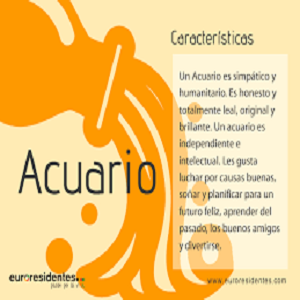 Características
Un Acuario es simpático y
humanitario. Es honesto y
totalmente leal, original y
brillante. Un acuario es
independiente e
intelectual. Les gusta
luchar por causas buenas,
soñar y planificar para un
futuro feliz, aprender del
pasado, los buenos amigos
y divertirse.
Acuario
euroresidentes
www.euroresidentes.com